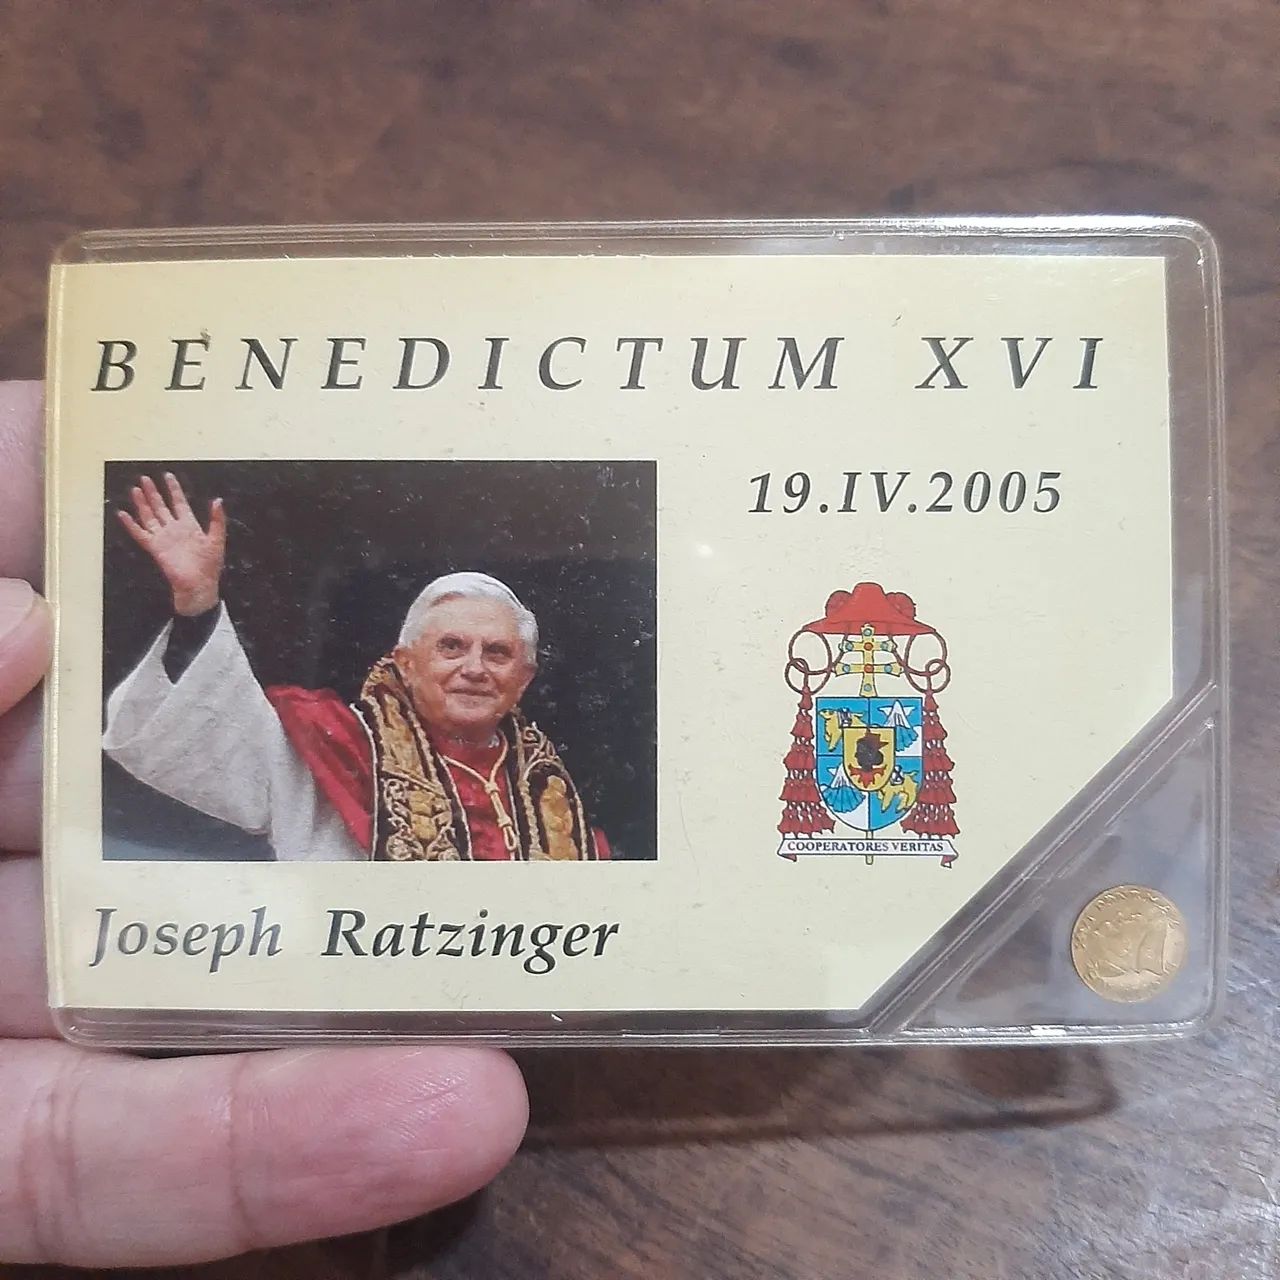 BENEDICTUM XVI
19.IV.2005
COOPERATORES VERITAS
Joseph Ratzinger